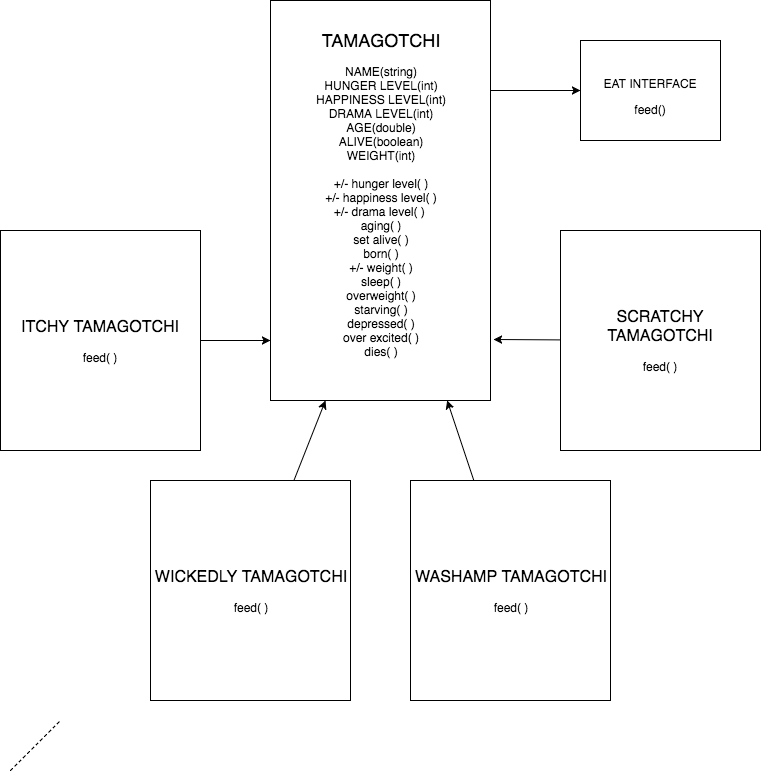 TAMAGOTCHI
NAME(string)
HUNGER LEVEL(int)
HAPPINESS LEVEL(int)
DRAMA LEVEL(int)
AGE(double)
ALIVE(boolean)
WEIGHT(int)
+/- hunger level( )
+/- happiness level( )
+/- drama level( )
aging( )
set alive( )
born( )
+/- weight( )
sleep( )
overweight( )
starving( )
depressed( )
over excited( )
dies( )
EAT INTERFACE
feed()
ITCHY TAMAGOTCHI
feed( )
SCRATCHY
TAMAGOTCHI
feed( )
WICKEDLY TAMAGOTCHI
feed( )
WASHAMP TAMAGOTCHI
feed( )